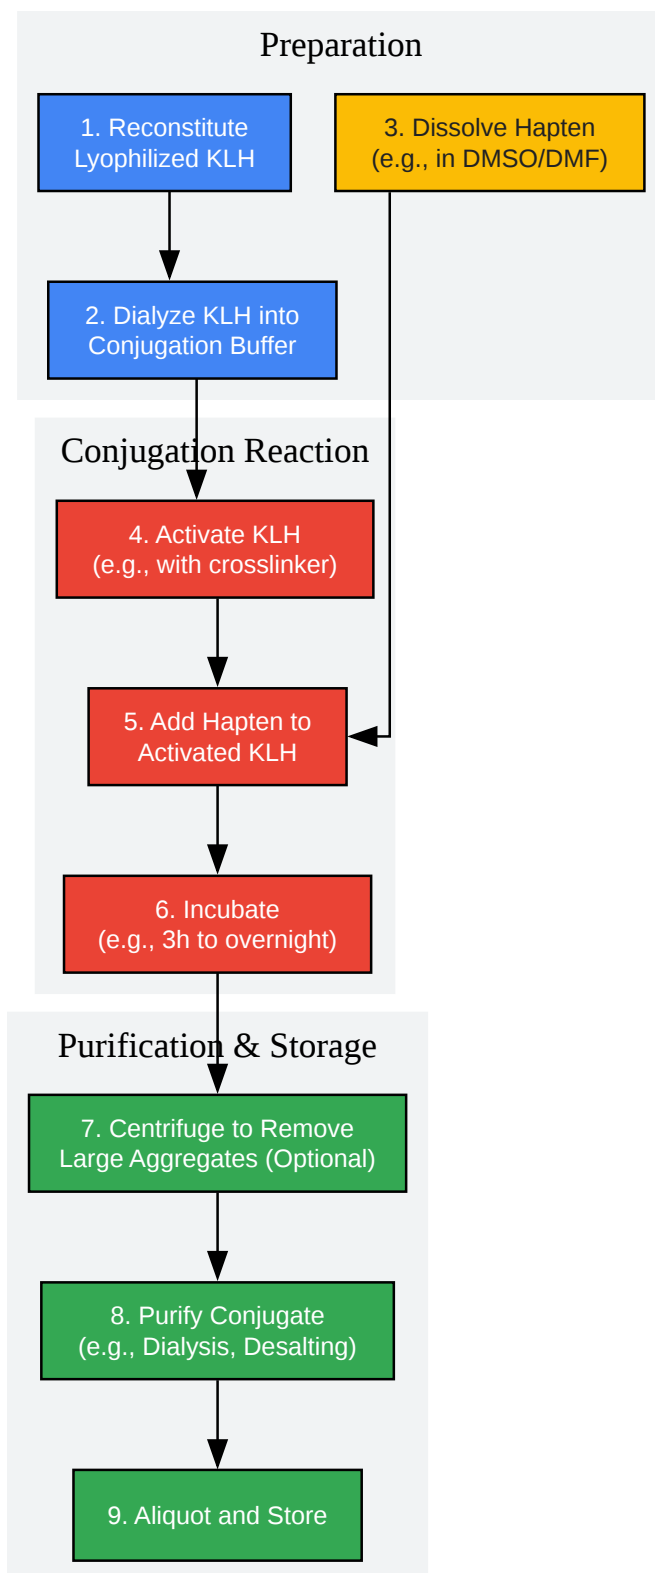 Preparation
1. Reconstitute
Lyophilized KLH
3. Dissolve Hapten
(e.g., in DMSO/DMF)
2. Dialyze KLH into
Conjugation Buffer
Conjugation Reaction
4. Activate KLH
(e.g., with crosslinker)
5. Add Hapten to
Activated KLH
6. Incubate
(e.g., 3h to overnight)
Purification & Storage
7. Centrifuge to Remove
Large Aggregates (Optional)
8. Purify Conjugate
(e.g., Dialysis, Desalting)
9. Aliquot and Store